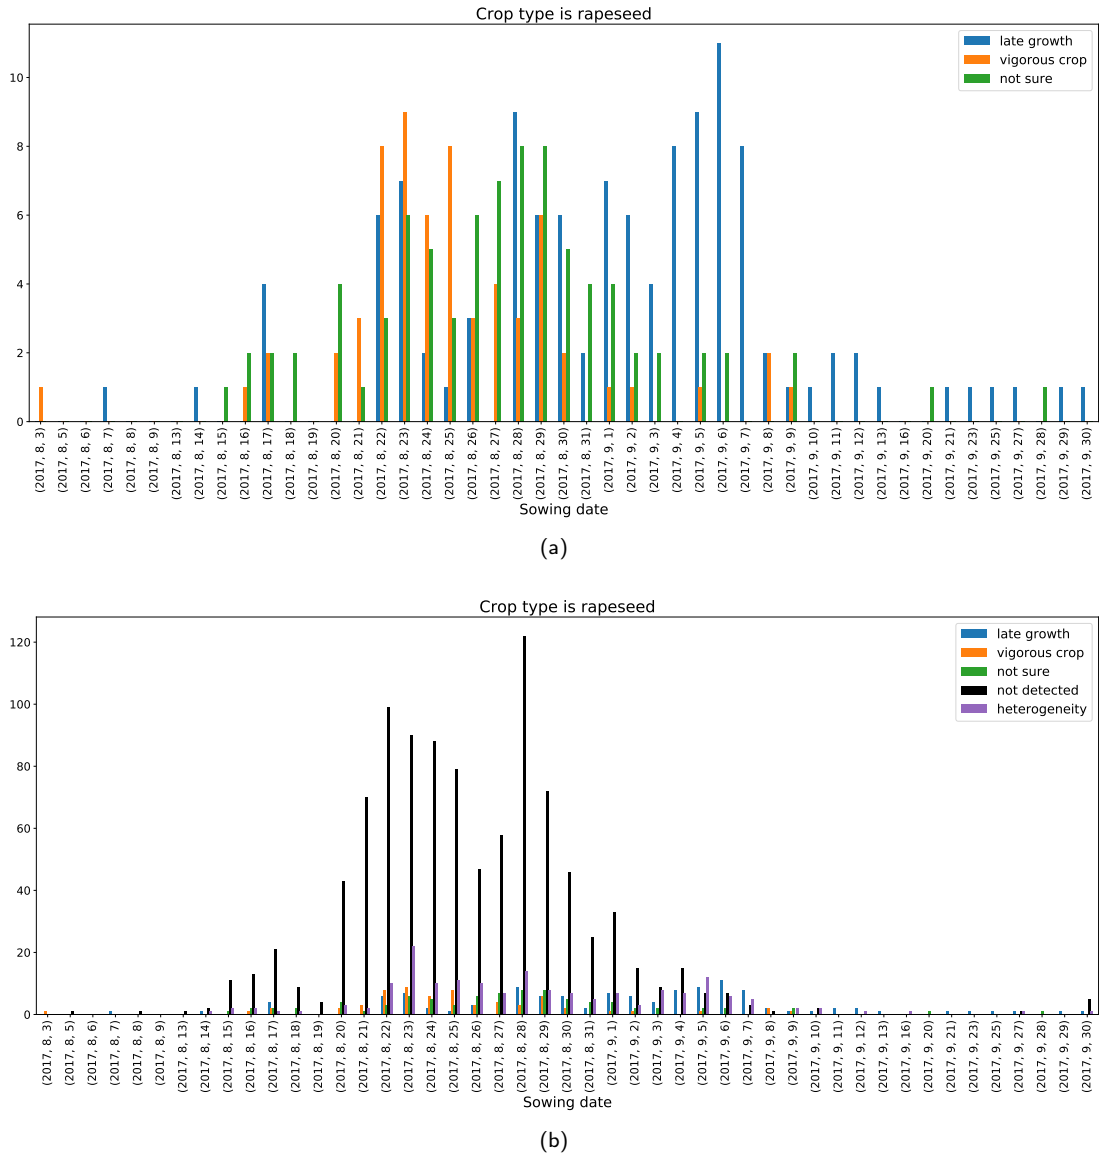 Crop type is rapeseed
late growth
vigorous crop
not sure
10
8
6
4
2
0
(2017, 8, 3)
(2017, 8, 5)
(2017, 8, 6)
(2017, 8, 7)
(2017, 8, 8)
(2017, 8, 9)
(2017, 8, 13)
(2017, 8, 14)
(2017, 8, 15)
(2017, 8, 16)
(2017, 8, 17)
(2017, 8, 18)
(2017, 8, 19)
(2017, 8, 20)
(2017, 8, 21)
(2017, 8, 22)
(2017, 8, 23)
(2017, 8, 24)
(2017, 8, 25)
(2017, 8, 26)
(2017, 8, 27)
(2017, 8, 28)
(2017, 8, 29)
(2017, 8, 30)
(2017, 8, 31)
(2017, 9, 1)
(2017, 9, 2)
(2017, 9, 3)
(2017, 9, 4)
(2017, 9, 5)
(2017, 9, 6)
(2017, 9, 7)
(2017, 9, 8)
(2017, 9, 9)
(2017, 9, 10)
(2017, 9, 11)
(2017, 9, 12)
(2017, 9, 13)
(2017, 9, 16)
(2017, 9, 20)
(2017, 9, 21)
(2017, 9, 23)
(2017, 9, 25)
(2017, 9, 27)
(2017, 9, 28)
(2017, 9, 29)
(2017, 9, 30)
Sowing date
(a)
Crop type is rapeseed
late growth
vigorous crop
not sure
not detected
heterogeneity
120
100
80
60
40
20
0
(2017, 8, 3)
(2017, 8, 5)
(2017, 8, 6)
(2017, 8, 7)
(2017, 8, 8)
(2017, 8, 9)
(2017, 8, 13)
(2017, 8, 14)
(2017, 8, 15)
(2017, 8, 16)
(2017, 8, 17)
(2017, 8, 18)
(2017, 8, 19)
(2017, 8, 20)
(2017, 8, 21)
(2017, 8, 22)
(2017, 8, 23)
(2017, 8, 24)
(2017, 8, 25)
(2017, 8, 26)
(2017, 8, 27)
(2017, 8, 28)
(2017, 8, 29)
(2017, 8, 30)
(2017, 8, 31)
(2017, 9, 1)
(2017, 9, 2)
(2017, 9, 3)
(2017, 9, 4)
(2017, 9, 5)
(2017, 9, 6)
(2017, 9, 7)
(2017, 9, 8)
(2017, 9, 9)
(2017, 9, 10)
(2017, 9, 11)
(2017, 9, 12)
(2017, 9, 13)
(2017, 9, 16)
(2017, 9, 20)
(2017, 9, 21)
(2017, 9, 23)
(2017, 9, 25)
(2017, 9, 27)
(2017, 9, 28)
(2017, 9, 29)
(2017, 9, 30)
Sowing date
(b)